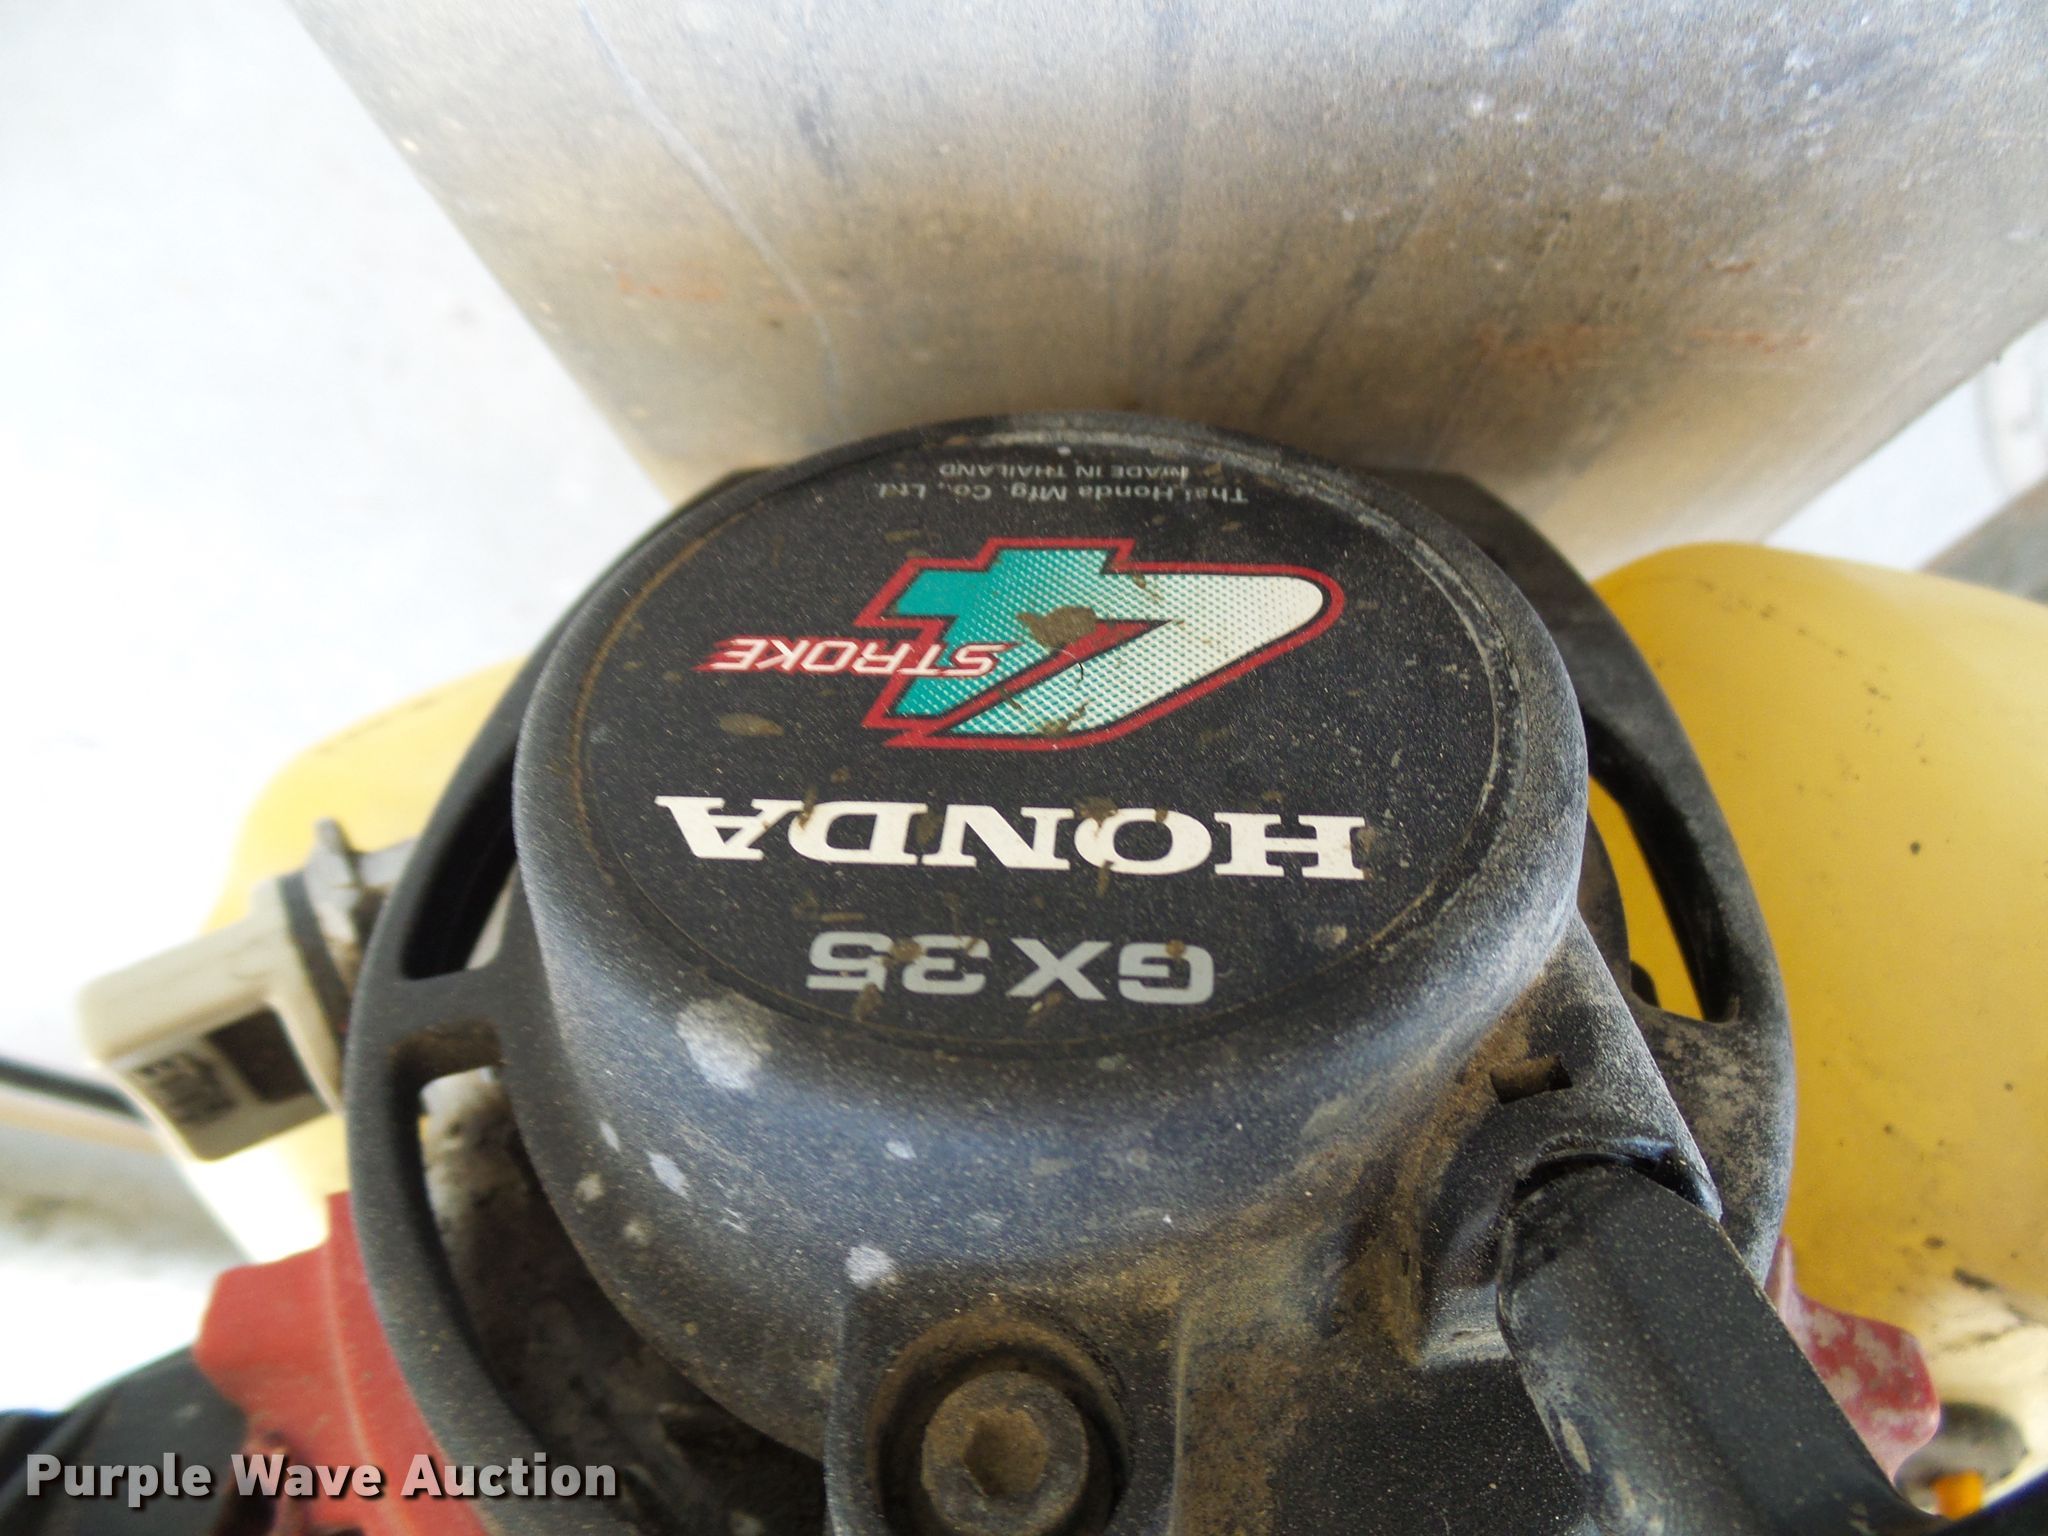 GX35
HONDA
4
STROKE
Thai Honda Mfg. Co., Ltd.
MADE IN THAILAND
Purple Wave Auction